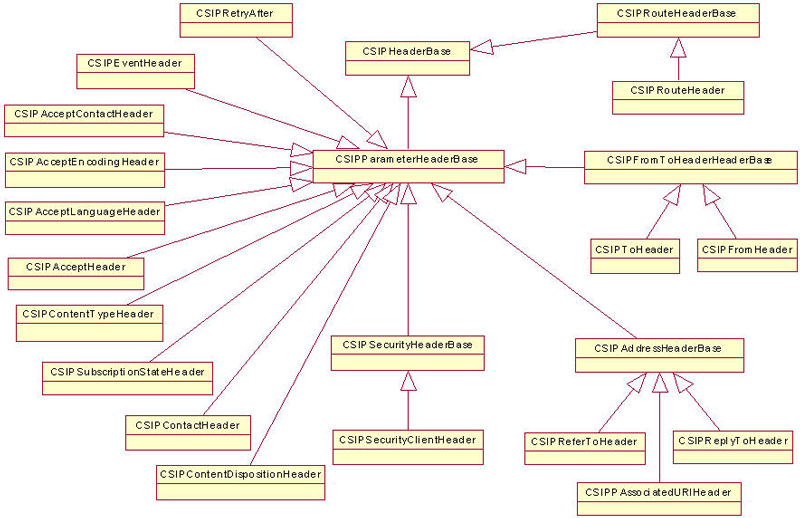 CSIPRetryAfter
CSIPRouteHeaderBase
CSIPHeaderBase
CSIPEventHeader
CSIPRouteHeader
CSIPAcceptContactHeader
CSIPParameterHeaderBase
CSIPFromToHeaderHeaderBase
CSIPAcceptEncodingHeader
CSIPAcceptLanguageHeader
CSIPToHeader
CSIPFromHeader
CSIPAcceptHeader
CSIPContentTypeHeader
CSIPSecurityHeaderBase
CSIPAddressHeaderBase
CSIPSubscriptionStateHeader
CSIPContactHeader
CSIPSecurityClientHeader
CSIPReferToHeader
CSIPReplyToHeader
CSIPContentDispositionHeader
CSIPPAssociatedURIHeader